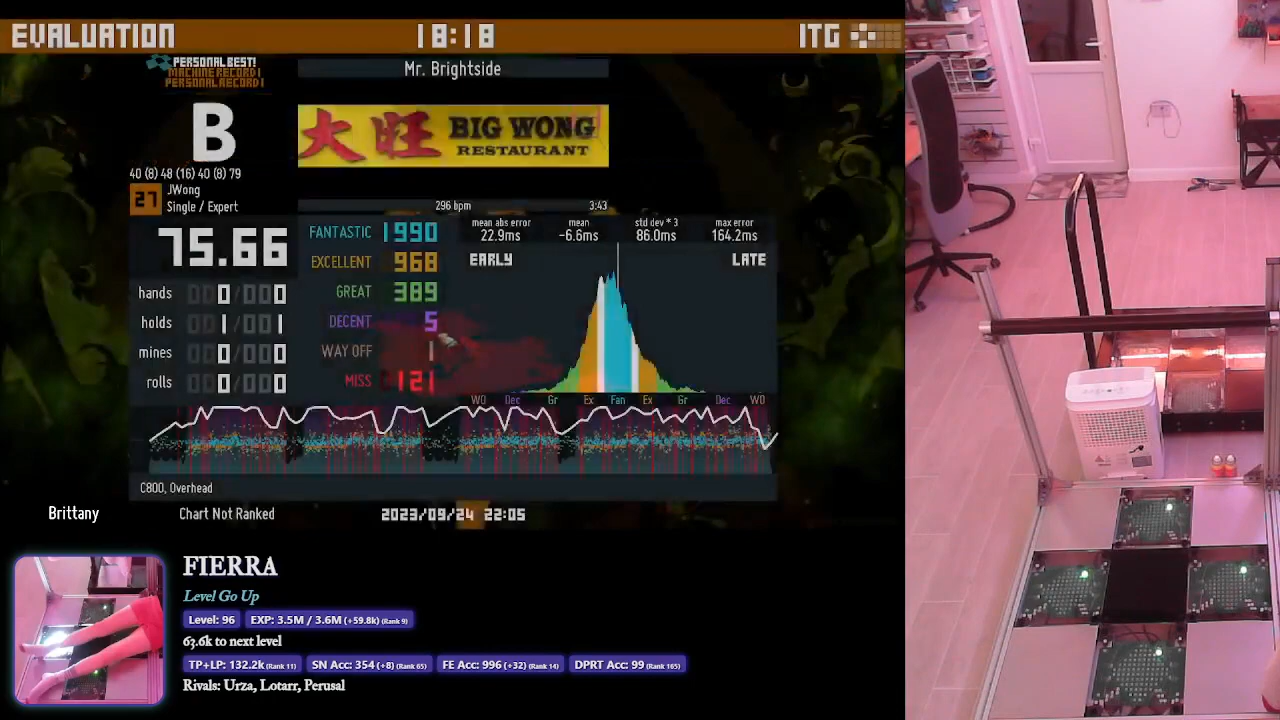 EVALUATION
18:18
ITG
PERSONAL BEST!
MACHINE RECORD!
PERSONAL RECORD!
Mr. Brightside
B
大旺 BIG WONG
RESTAURANT
40 (8) 48 (16) 40 (8) 79
27
JWong
Single / Expert
296 bpm
3:43
75.66
FANTASTIC 1990
EXCELLENT 968
GREAT 389
DECENT 5
WAY OFF 1
MISS 121
hands 000/0000
holds 001/0001
mines 000/0000
rolls 000/0000
mean abs error
22.9ms
mean
-6.6ms
std dev * 3
86.0ms
max error
164.2ms
EARLY
LATE
WO Dec Gr Ex Fan Ex Gr Dec WO
C800, Overhead
Brittany
Chart Not Ranked
2023/09/24 22:05
FIERRA
Level Go Up
Level: 96
EXP: 3.5M / 3.6M (+59.8k) (Rank 9)
63.6k to next level
TP+LP: 132.2k (Rank 11)
SN Acc: 354 (+8) (Rank 65)
FE Acc: 996 (+32) (Rank 14)
DPRT Acc: 99 (Rank 165)
Rivals: Urza, Lotarr, Perusal